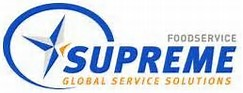 FOODSERVICE
SUPREME
GLOBAL SERVICE SOLUTIONS